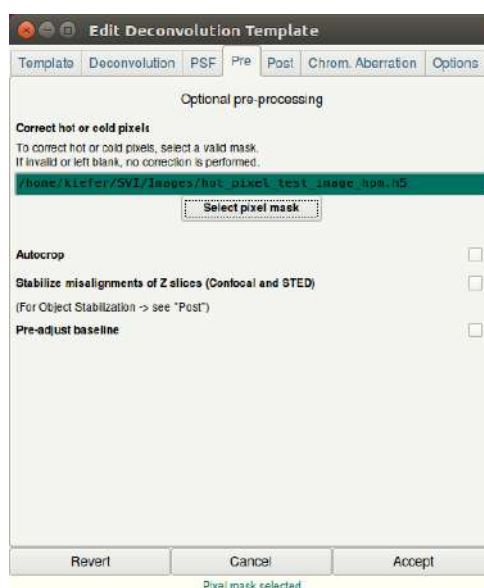 Edit Deconvolution Template
Template Deconvolution PSF Pre Post Chrom. Aberration Options
Optional pre-processing
Correct hot or cold pixels
To correct hot or cold pixels, select a valid mask.
If invalid or left blank, no correction is performed.
/home/kiefer/SVI/Images/hot_pixel_test_image_hpm.h5
Select pixel mask
Autocrop
Stabilize misalignments of Z slices (Confocal and STED)
(For Object Stabilization -> see "Post")
Pre-adjust baseline
Revert Cancel Accept
Pixel mask selected